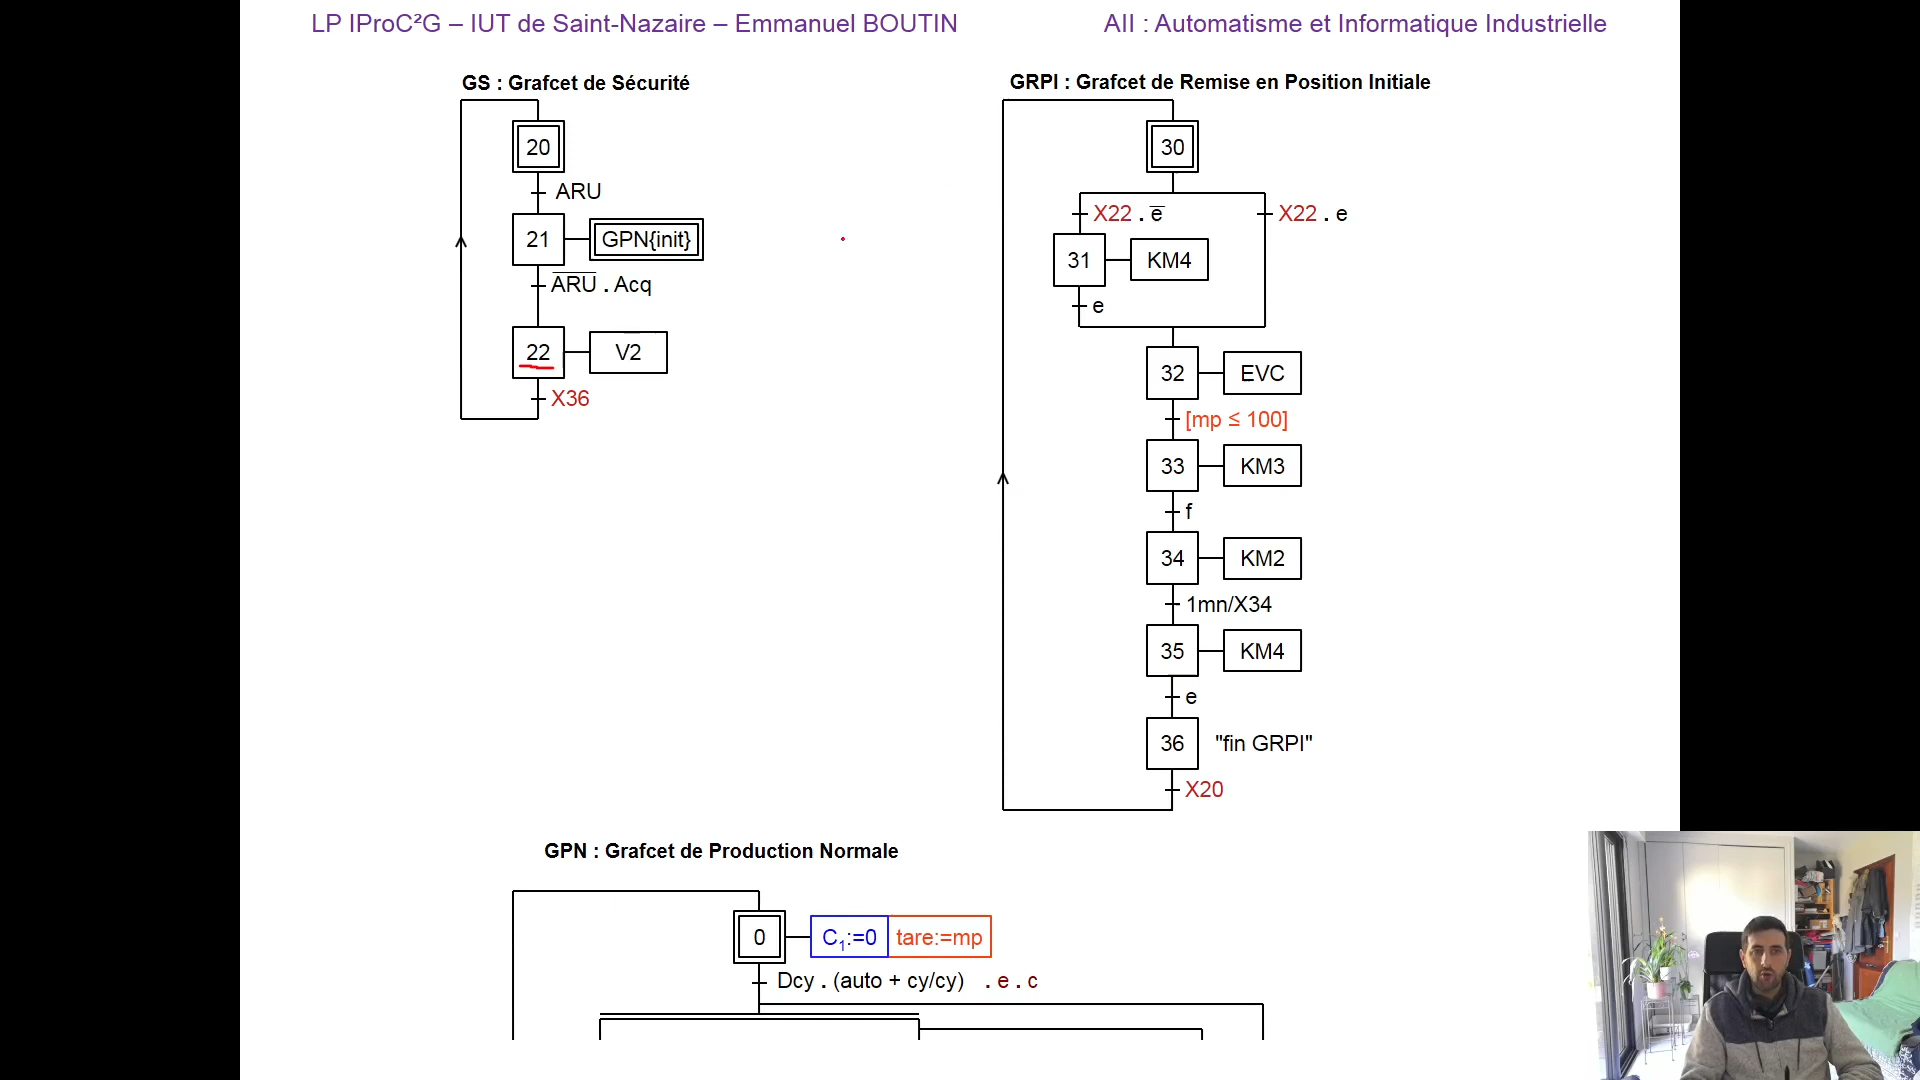 LP IProC²G – IUT de Saint-Nazaire – Emmanuel BOUTIN
AII : Automatisme et Informatique Industrielle
GS : Grafcet de Sécurité
20
ARU
21
GPN{init}
A̅R̅U̅ . Acq
22
V2
X36
GRPI : Grafcet de Remise en Position Initiale
30
X22 . e̅
X22 . e
31
KM4
e
32
EVC
[mp ≤ 100]
33
KM3
f
34
KM2
1mn/X34
35
KM4
e
36
"fin GRPI"
X20
GPN : Grafcet de Production Normale
0
C₁:=0
tare:=mp
Dcy . (auto + cy/cy) . e . c